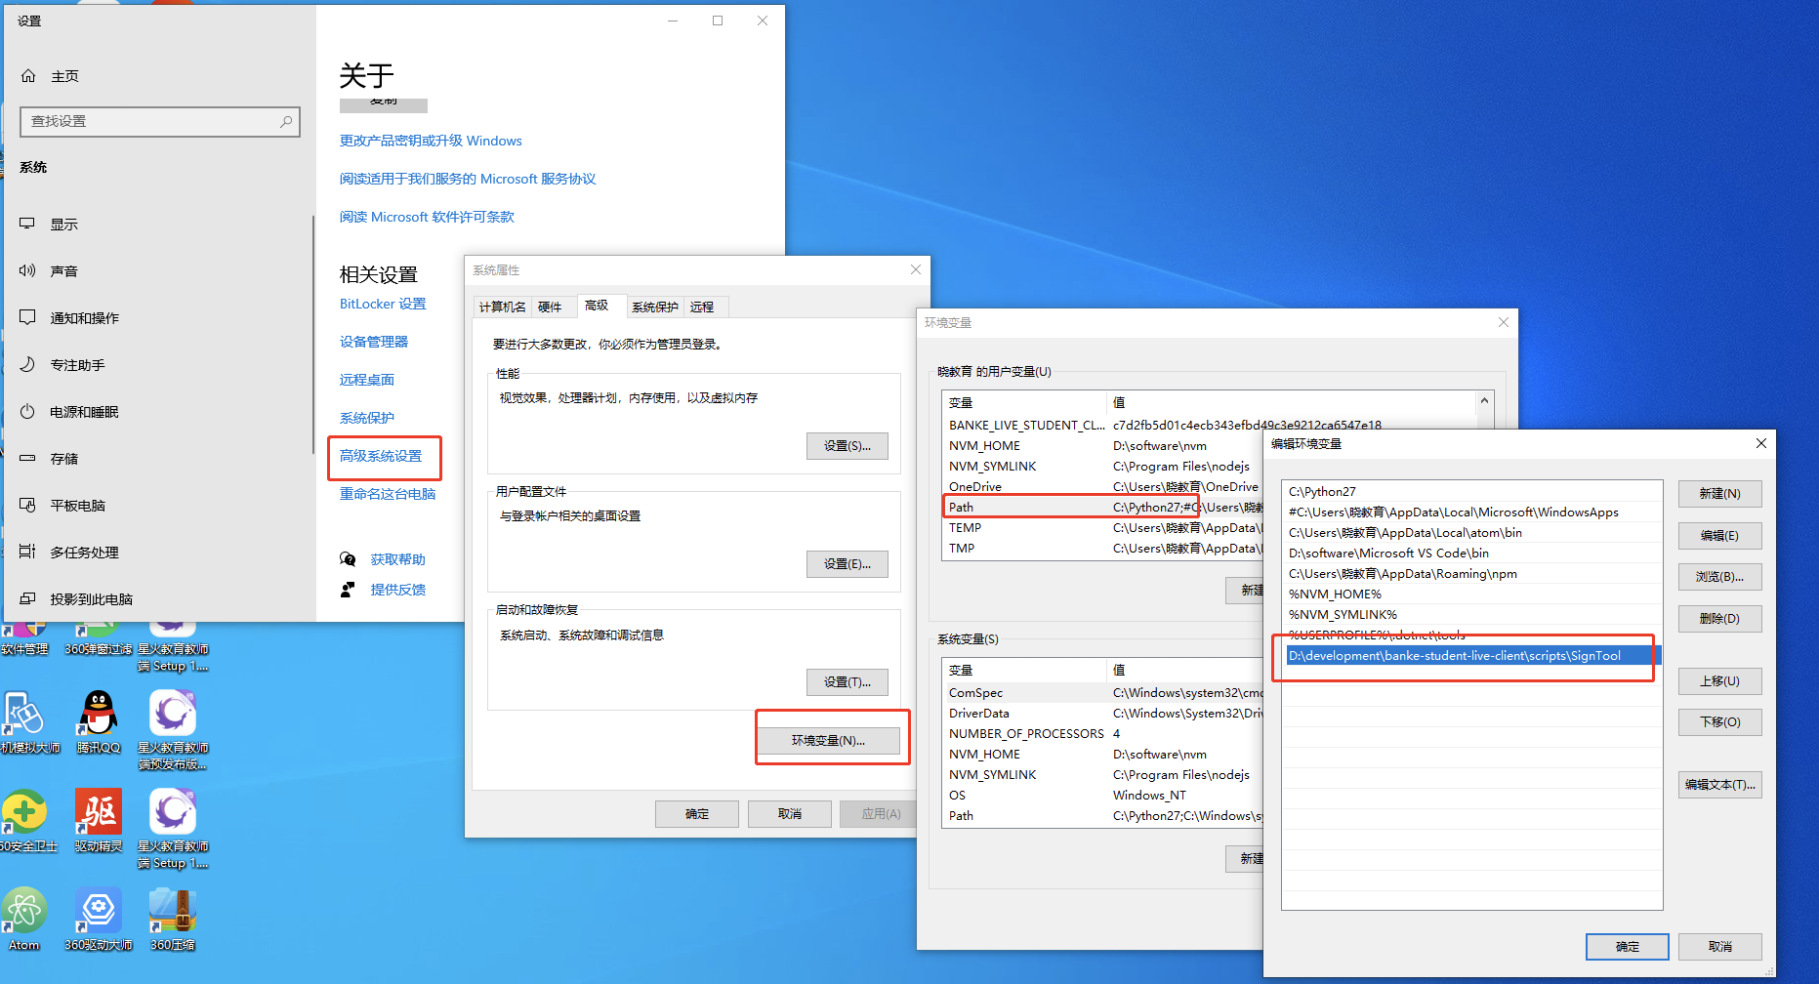 设置
主页
查找设置
系统
显示
声音
通知和操作
专注助手
电源和睡眠
存储
平板电脑
多任务处理
投影到此电脑
关于
复制
更改产品密钥或升级 Windows
阅读适用于我们服务的 Microsoft 服务协议
阅读 Microsoft 软件许可条款
相关设置
BitLocker 设置
设备管理器
远程桌面
系统保护
高级系统设置
重命名这台电脑
获取帮助
提供反馈
系统属性
计算机名 硬件 高级 系统保护 远程
要进行大多数更改，你必须作为管理员登录。
性能
视觉效果，处理器计划，内存使用，以及虚拟内存
设置(S)...
用户配置文件
与登录帐户相关的桌面设置
设置(E)...
启动和故障恢复
系统启动、系统故障和调试信息
设置(T)...
环境变量(N)...
确定 取消 应用(A)
环境变量
晓教育 的用户变量(U)
变量 值
BANKE_LIVE_STUDENT_CL... c7d2fb5d01c4ecb343efbd49c3e9212ca6547e18
NVM_HOME D:\software\nvm
NVM_SYMLINK C:\Program Files\nodejs
OneDrive C:\Users\晓教育\OneDrive
Path C:\Python27;#C:\Users\晓教
TEMP C:\Users\晓教育\AppData\
TMP C:\Users\晓教育\AppData\
新建
系统变量(S)
变量 值
ComSpec C:\Windows\system32\cmd
DriverData C:\Windows\System32\Dri
NUMBER_OF_PROCESSORS 4
NVM_HOME D:\software\nvm
NVM_SYMLINK C:\Program Files\nodejs
OS Windows_NT
Path C:\Python27;C:\Windows\s
新建
编辑环境变量
C:\Python27
#C:\Users\晓教育\AppData\Local\Microsoft\WindowsApps
C:\Users\晓教育\AppData\Local\atom\bin
D:\software\Microsoft VS Code\bin
C:\Users\晓教育\AppData\Roaming\npm
%NVM_HOME%
%NVM_SYMLINK%
%USERPROFILE%\.dotnet\tools
D:\development\banke-student-live-client\scripts\SignTool
新建(N)
编辑(E)
浏览(B)...
删除(D)
上移(U)
下移(O)
编辑文本(T)...
确定 取消
软件管理
360弹窗过滤
星火教育教师
端 Setup 1....
机模拟大师
腾讯QQ
星火教育教师
端预发布版...
360安全卫士
驱
驱动精灵
星火教育教师
端 Setup 1....
Atom
360驱动大师
360压缩